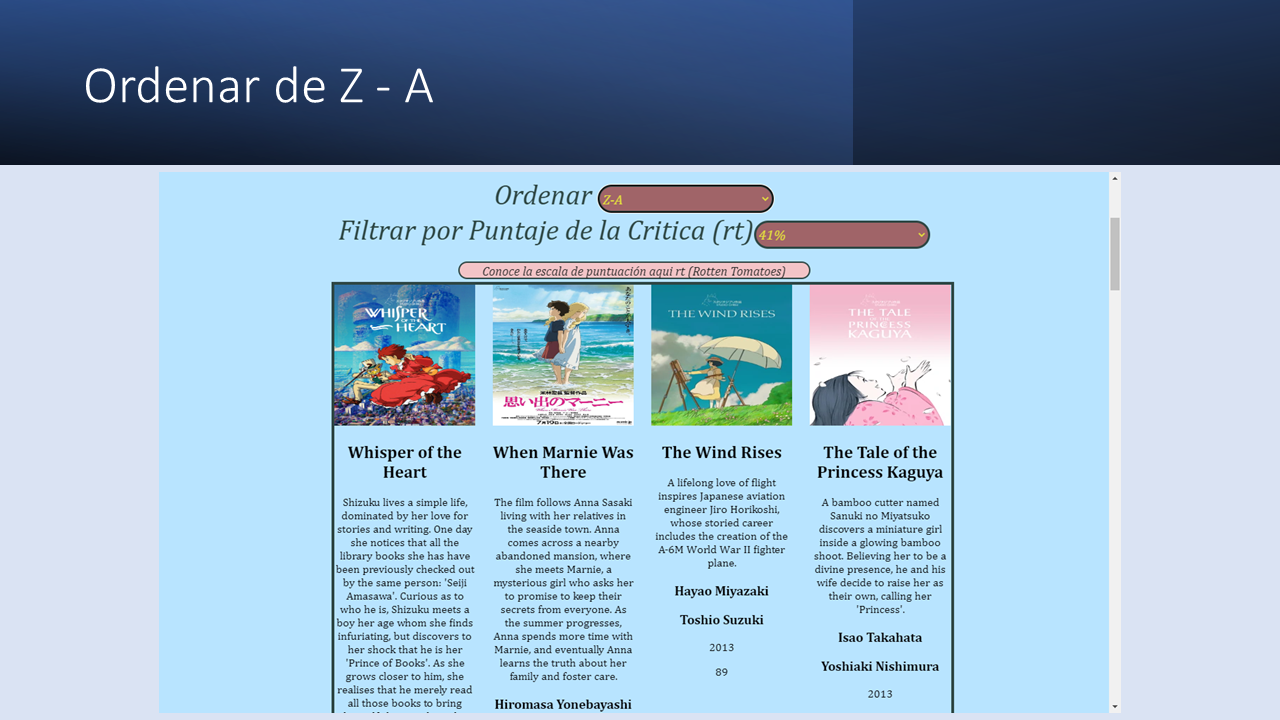 Ordenar de Z - A
Ordenar Z-A
Filtrar por Puntaje de la Critica (rt) 41%
Conoce la escala de puntuación aqui rt (Rotten Tomatoes)
WHISPER
OF THE
HEART
思い出のマーニー
THE WIND RISES
THE TALE
OF THE
PRINCESS
KAGUYA
Whisper of the
Heart
Shizuku lives a simple life,
dominated by her love for
stories and writing. One day
she notices that all the
library books she has have
been previously checked out
by the same person: 'Seiji
Amasawa'. Curious as to
who he is, Shizuku meets a
boy her age whom she finds
infuriating, but discovers to
her shock that he is her
'Prince of Books'. As she
grows closer to him, she
realises that he merely read
all those books to bring
When Marnie Was
There
The film follows Anna Sasaki
living with her relatives in
the seaside town. Anna
comes across a nearby
abandoned mansion, where
she meets Marnie, a
mysterious girl who asks her
to promise to keep their
secrets from everyone. As
the summer progresses,
Anna spends more time with
Marnie, and eventually Anna
learns the truth about her
family and foster care.
Hiromasa Yonebayashi
The Wind Rises
A lifelong love of flight
inspires Japanese aviation
engineer Jiro Horikoshi,
whose storied career
includes the creation of the
A-6M World War II fighter
plane.
Hayao Miyazaki
Toshio Suzuki
2013
89
The Tale of the
Princess Kaguya
A bamboo cutter named
Sanuki no Miyatsuko
discovers a miniature girl
inside a glowing bamboo
shoot. Believing her to be a
divine presence, he and his
wife decide to raise her as
their own, calling her
'Princess'.
Isao Takahata
Yoshiaki Nishimura
2013